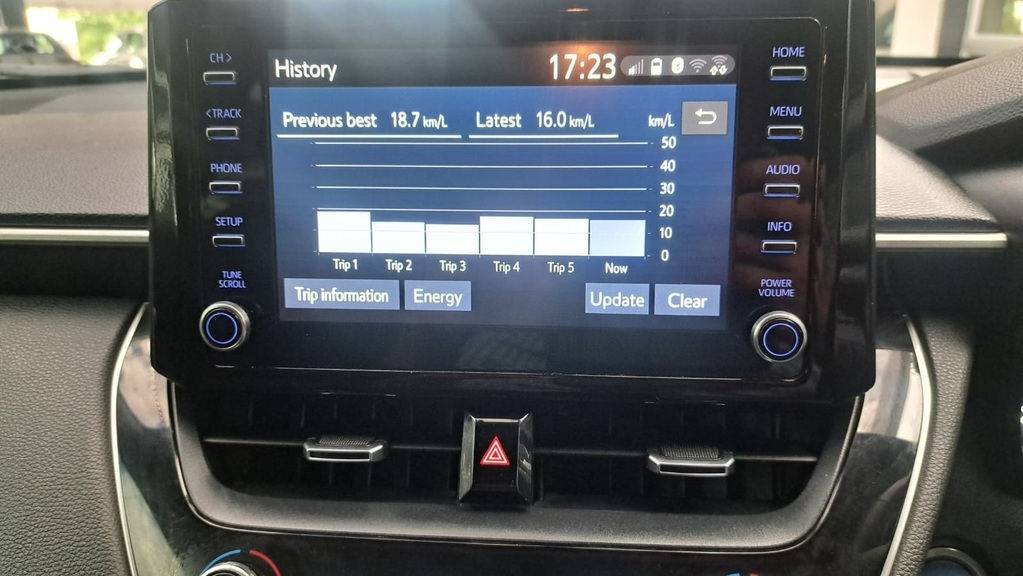 CH >
< TRACK
PHONE
SETUP
TUNE
SCROLL
History
17:23
Previous best 18.7 km/L
Latest 16.0 km/L
km/L
50
40
30
20
10
0
Trip 1 Trip 2 Trip 3 Trip 4 Trip 5 Now
Trip information Energy Update Clear
HOME
MENU
AUDIO
INFO
POWER
VOLUME